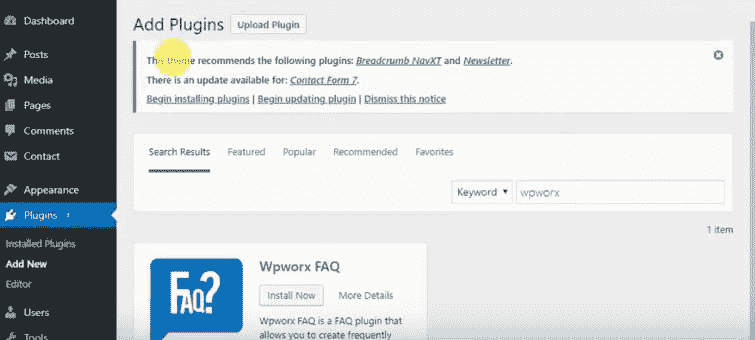 Dashboard
Posts
Media
Pages
Comments
Contact
Appearance
Plugins 1
Installed Plugins
Add New
Editor
Users
Tools
Add Plugins Upload Plugin
This theme recommends the following plugins: Breadcrumb NavXT and Newsletter.
There is an update available for: Contact Form 7.
Begin installing plugins | Begin updating plugin | Dismiss this notice
Search Results Featured Popular Recommended Favorites
Keyword wpworx
1 item
FAQ?
Wpworx FAQ
Install Now More Details
Wpworx FAQ is a FAQ plugin that
allows you to create frequently